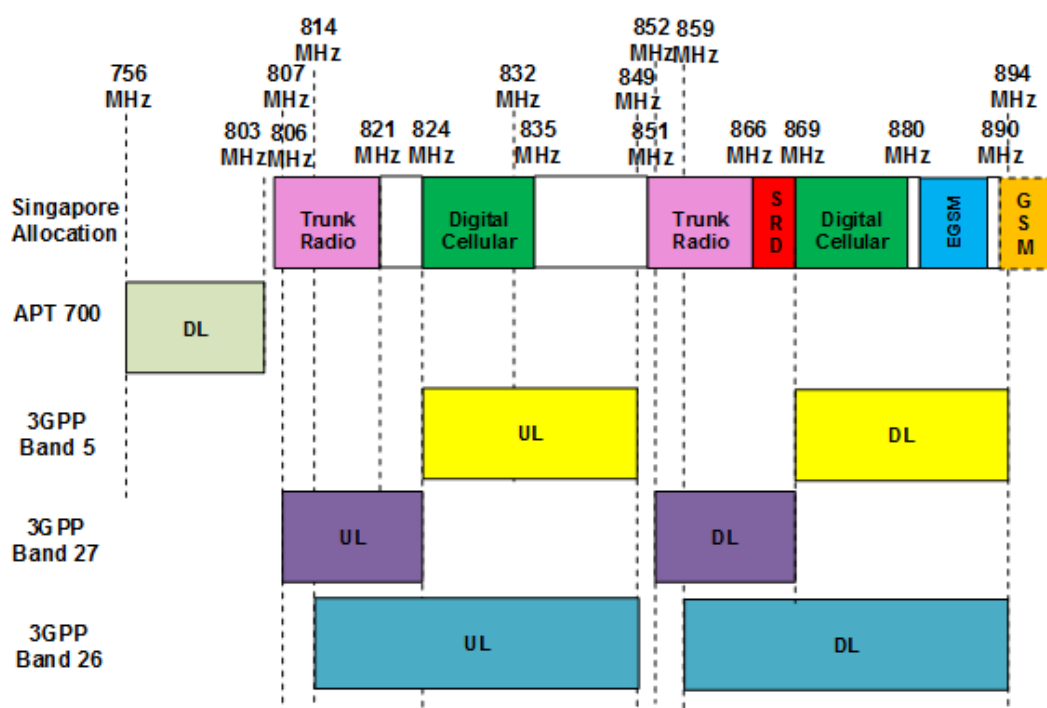 814
MHz
852
MHz
859
MHz
756
MHz
807
MHz
832
MHz
849
MHz
894
MHz
803
MHz
806
MHz
821
MHz
824
MHz
835
MHz
851
MHz
866
MHz
869
MHz
880
MHz
890
MHz
Singapore
Allocation
Trunk
Radio
Digital
Cellular
Trunk
Radio
S
R
D
Digital
Cellular
EGSM
G
S
M
APT 700
DL
3GPP
Band 5
UL
DL
3GPP
Band 27
UL
DL
3GPP
Band 26
UL
DL